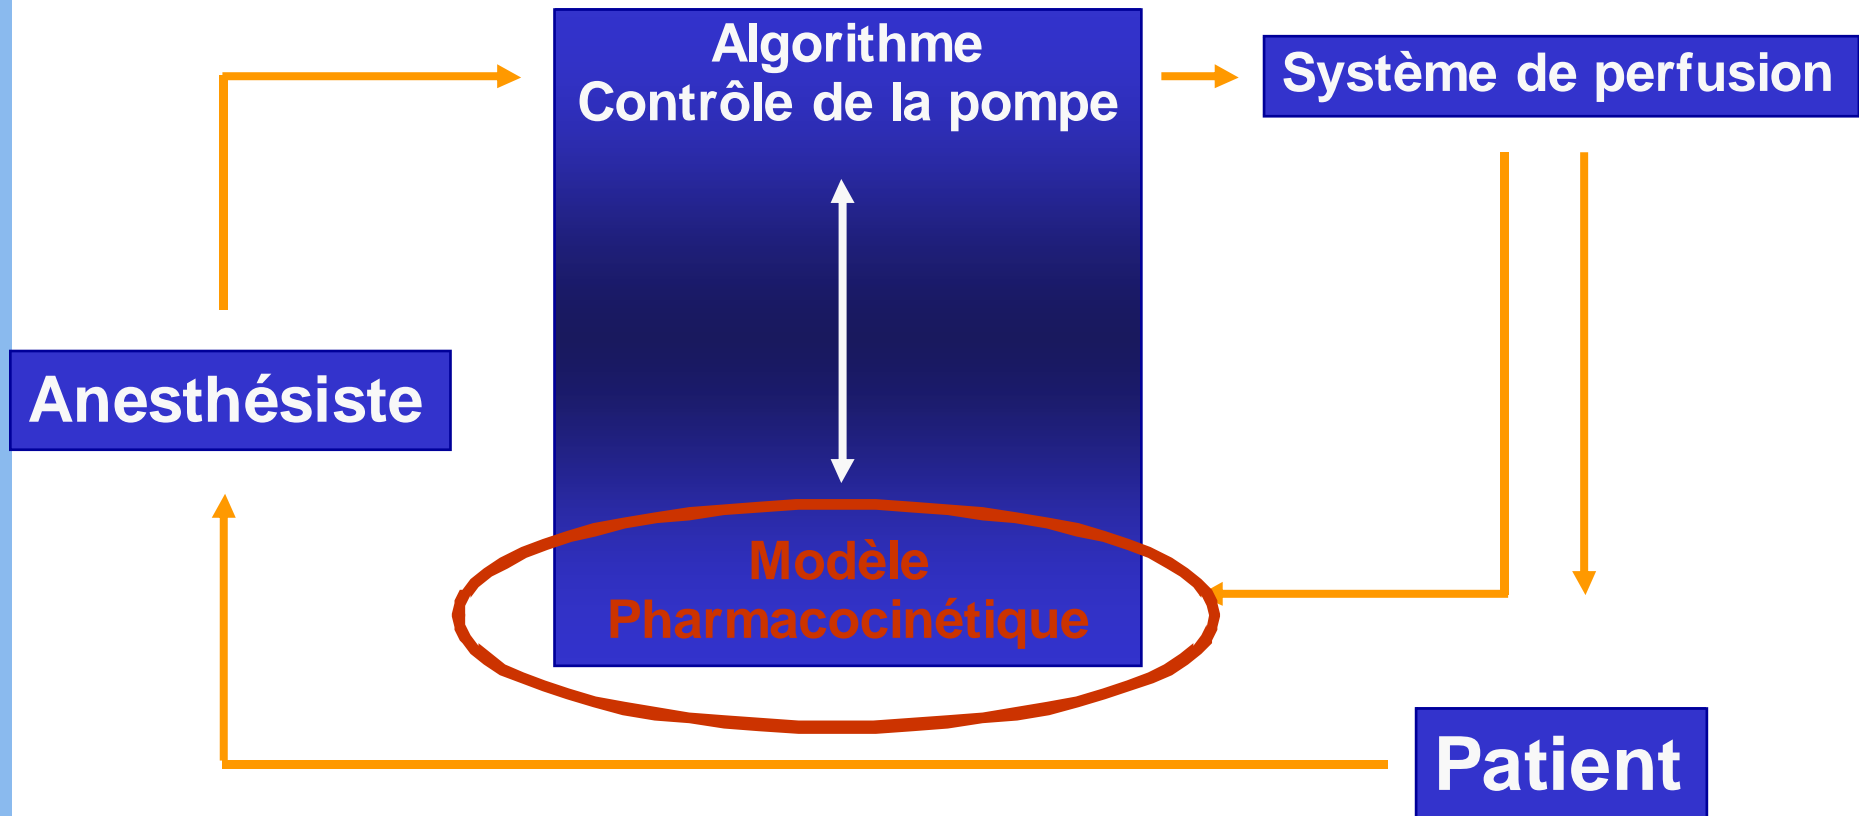 Algorithme
Contrôle de la pompe
Système de perfusion
Anesthésiste
Modèle
Pharmacocinétique
Patient